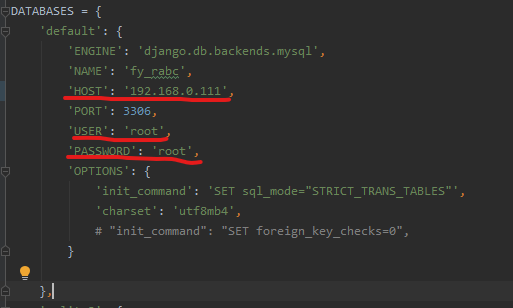 DATABASES = {
'default': {
'ENGINE': 'django.db.backends.mysql',
'NAME': 'fy_rabc',
'HOST': '192.168.0.111',
'PORT': 3306,
'USER': 'root',
'PASSWORD': 'root',
'OPTIONS': {
'init_command': 'SET sql_mode="STRICT_TRANS_TABLES"',
'charset': 'utf8mb4',
# "init_command": "SET foreign_key_checks=0",
}
},